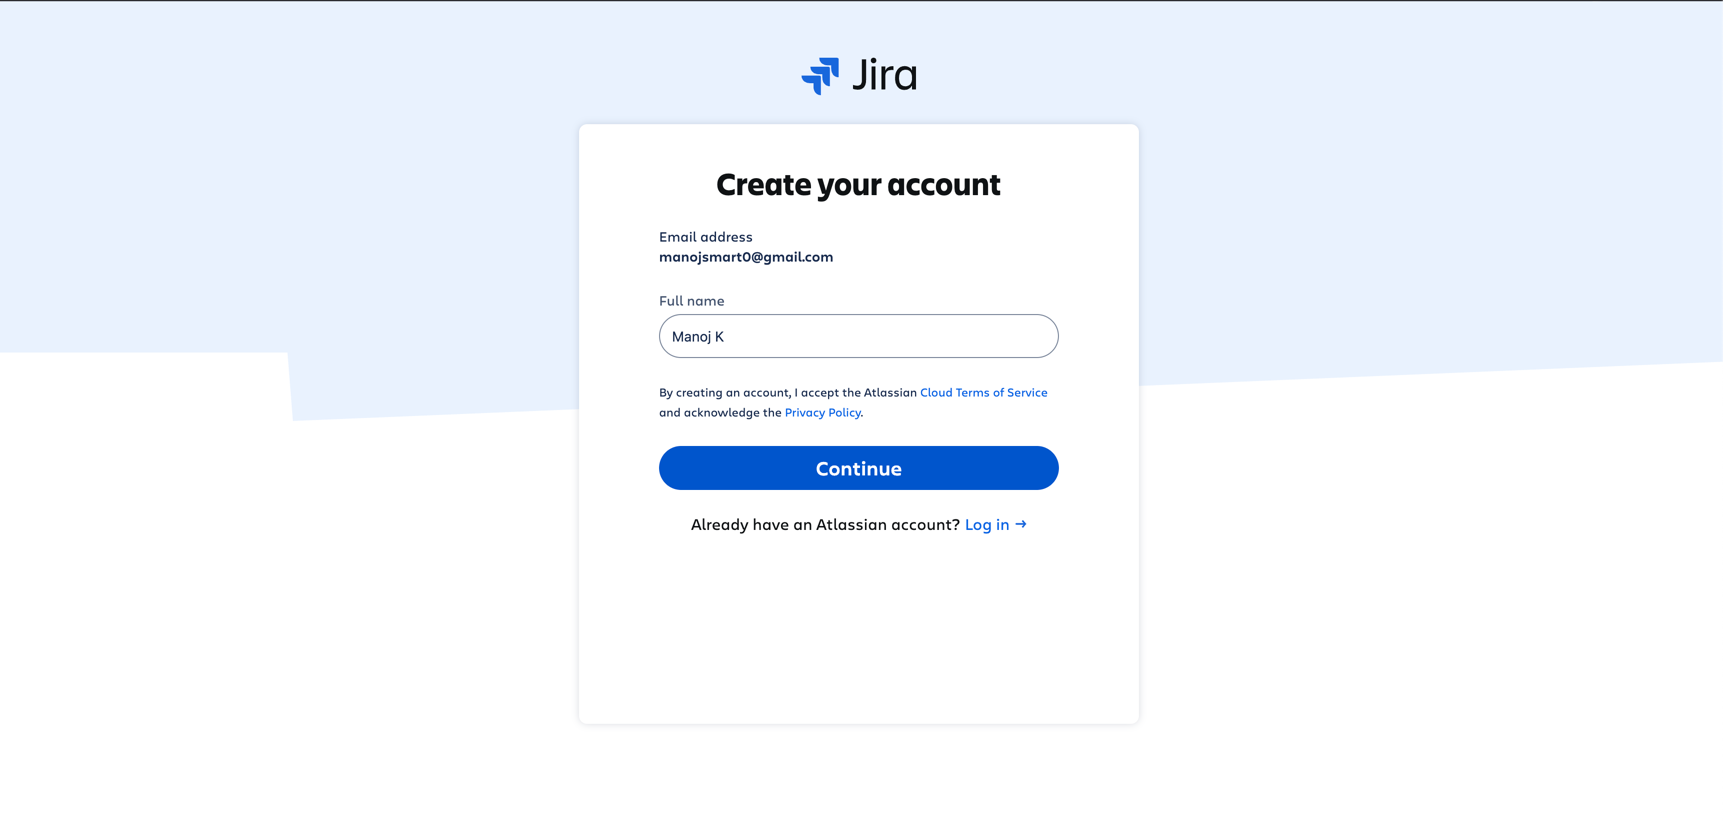 Jira
Create your account
Email address
manojsmart0@gmail.com
Full name
Manoj K
By creating an account, I accept the Atlassian Cloud Terms of Service
and acknowledge the Privacy Policy.
Continue
Already have an Atlassian account? Log in →